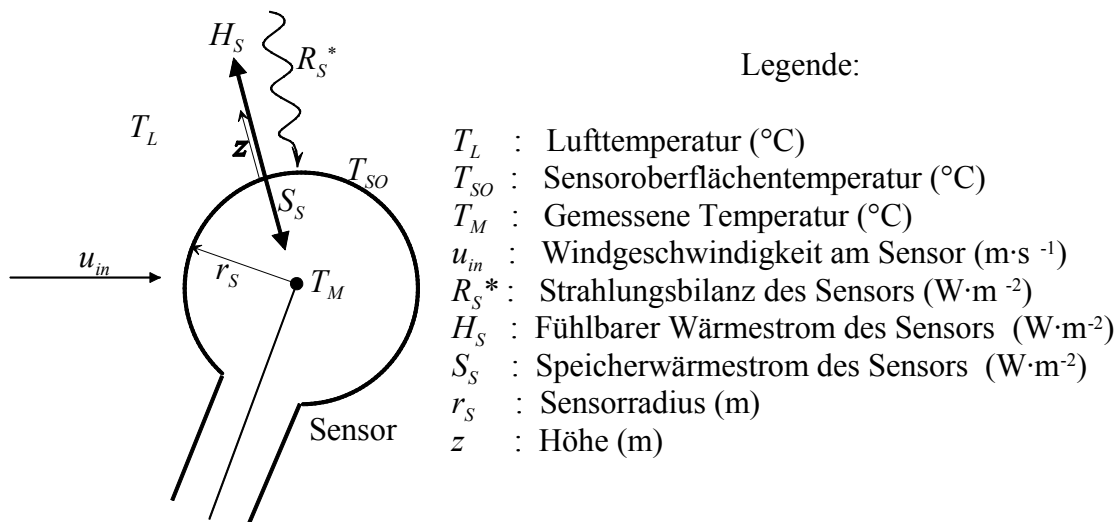 H_S
R_S*
T_L
z
T_SO
S_S
u_in
r_S
T_M
Sensor
Legende:
T_L : Lufttemperatur (°C)
T_SO : Sensoroberflächentemperatur (°C)
T_M : Gemessene Temperatur (°C)
u_in : Windgeschwindigkeit am Sensor (m·s ⁻¹)
R_S* : Strahlungsbilanz des Sensors (W·m ⁻²)
H_S : Fühlbarer Wärmestrom des Sensors (W·m⁻²)
S_S : Speicherwärmestrom des Sensors (W·m⁻²)
r_S : Sensorradius (m)
z : Höhe (m)